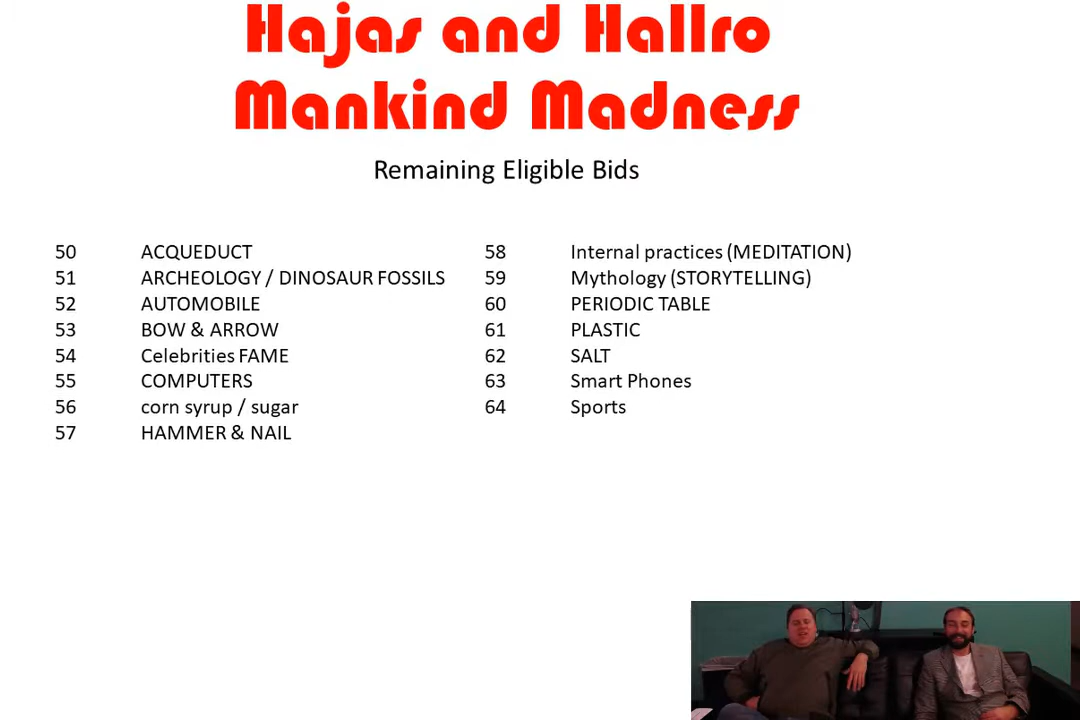 Hajas and Hallro
Mankind Madness
Remaining Eligible Bids
50 ACQUEDUCT
51 ARCHEOLOGY / DINOSAUR FOSSILS
52 AUTOMOBILE
53 BOW & ARROW
54 Celebrities FAME
55 COMPUTERS
56 corn syrup / sugar
57 HAMMER & NAIL
58 Internal practices (MEDITATION)
59 Mythology (STORYTELLING)
60 PERIODIC TABLE
61 PLASTIC
62 SALT
63 Smart Phones
64 Sports